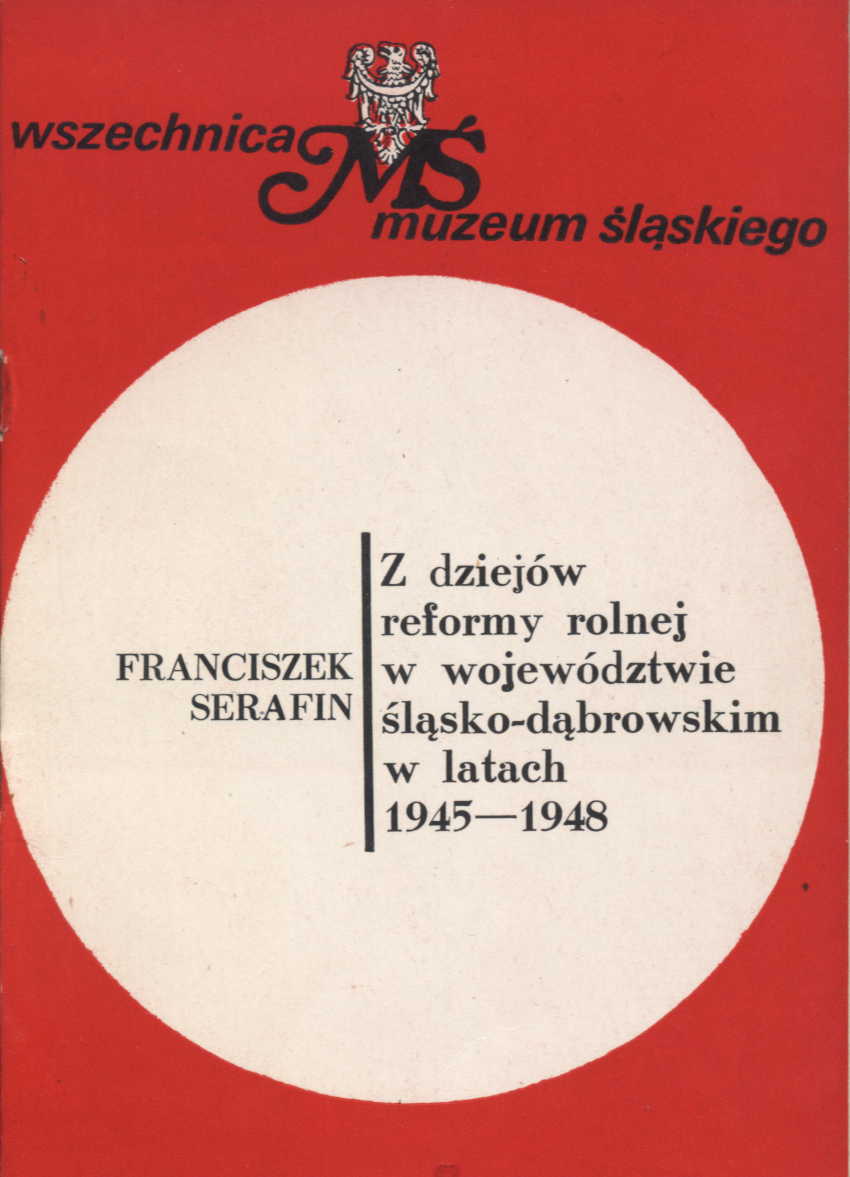 wszechnica
MŚ
muzeum śląskiego
FRANCISZEK
SERAFIN
Z dziejów
reformy rolnej
w województwie
śląsko-dąbrowskim
w latach
1945—1948